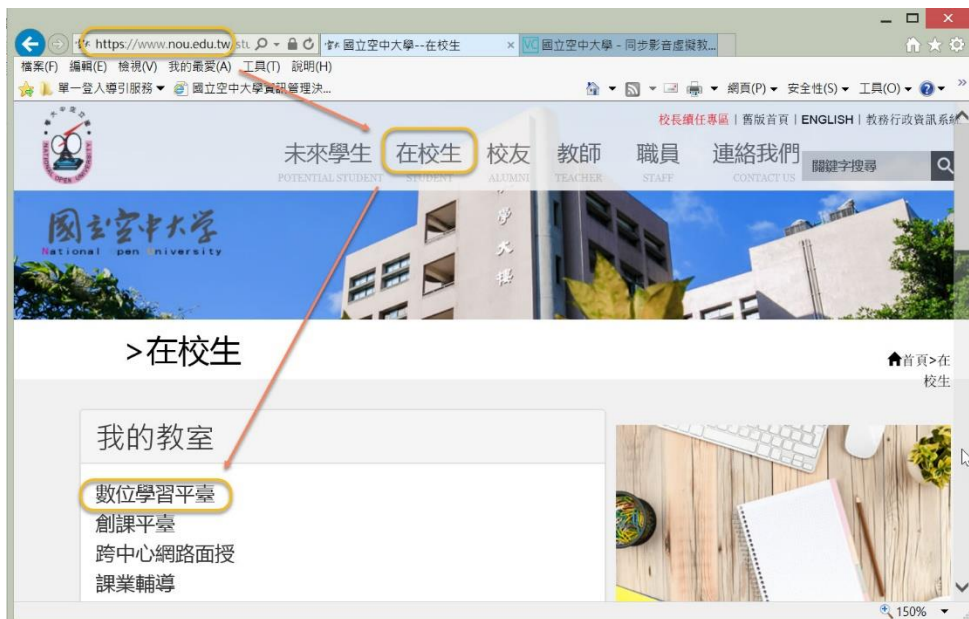 https://www.nou.edu.tw/stu
國立空中大學--在校生
國立空中大學 - 同步影音虛擬教...
檔案(F) 編輯(E) 檢視(V) 我的最愛(A) 工具(T) 說明(H)
單一登入導引服務 國立空中大學資訊管理決...
網頁(P) 安全性(S) 工具(O)
校長續任專區 | 舊版首頁 | ENGLISH | 教務行政資訊系統
未來學生 在校生 校友 教師 職員 連絡我們
關鍵字搜尋
POTENTIAL STUDENT STUDENT ALUMNI TEACHER STAFF CONTACT US
國立空中大学
National Open University
>在校生
首頁>在
校生
我的教室
數位學習平臺
創課平臺
跨中心網路面授
課業輔導
150%